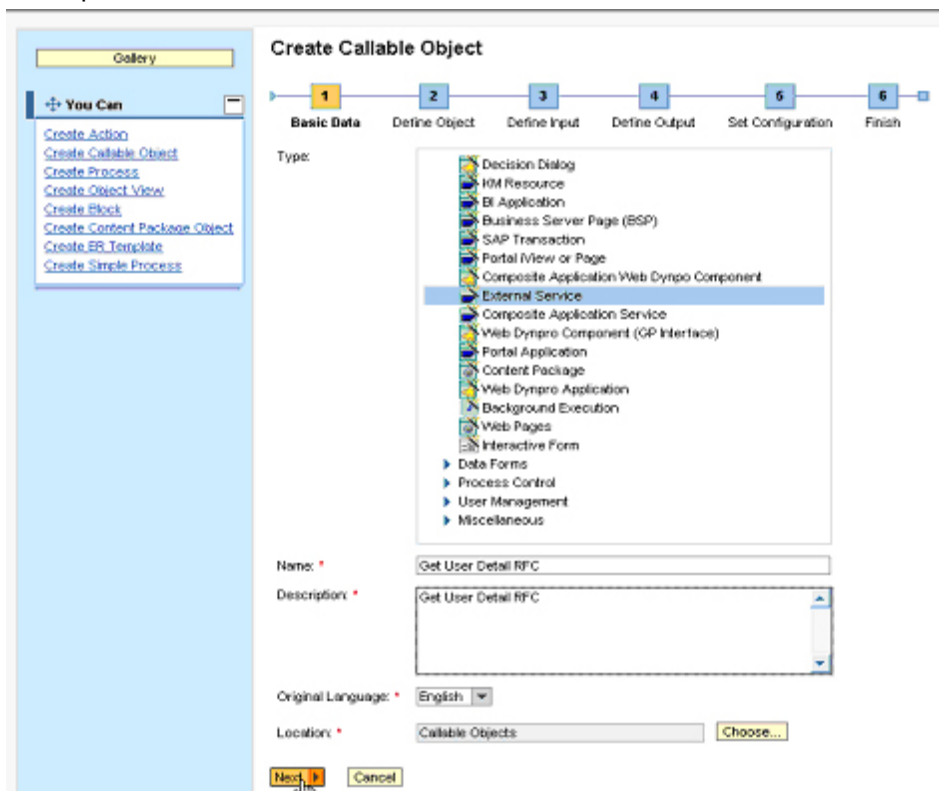 Gallery
You Can
Create Action
Create Callable Object
Create Process
Create Object View
Create Block
Create Content Package Object
Create ER Template
Create Simple Process
Create Callable Object
1 2 3 4 5 6
Basic Data Define Object Define Input Define Output Set Configuration Finish
Type:
Decision Dialog
KM Resource
BI Application
Business Server Page (BSP)
SAP Transaction
Portal iView or Page
Composite Application Web Dynpo Component
External Service
Composite Application Service
Web Dynpro Component (GP Interface)
Portal Application
Content Package
Web Dynpro Application
Background Execution
Web Pages
Interactive Form
Data Forms
Process Control
User Management
Miscellaneous
Name: * Get User Detail RFC
Description: * Get User Detail RFC
Original Language: * English
Location: * Callable Objects Choose...
Next Cancel